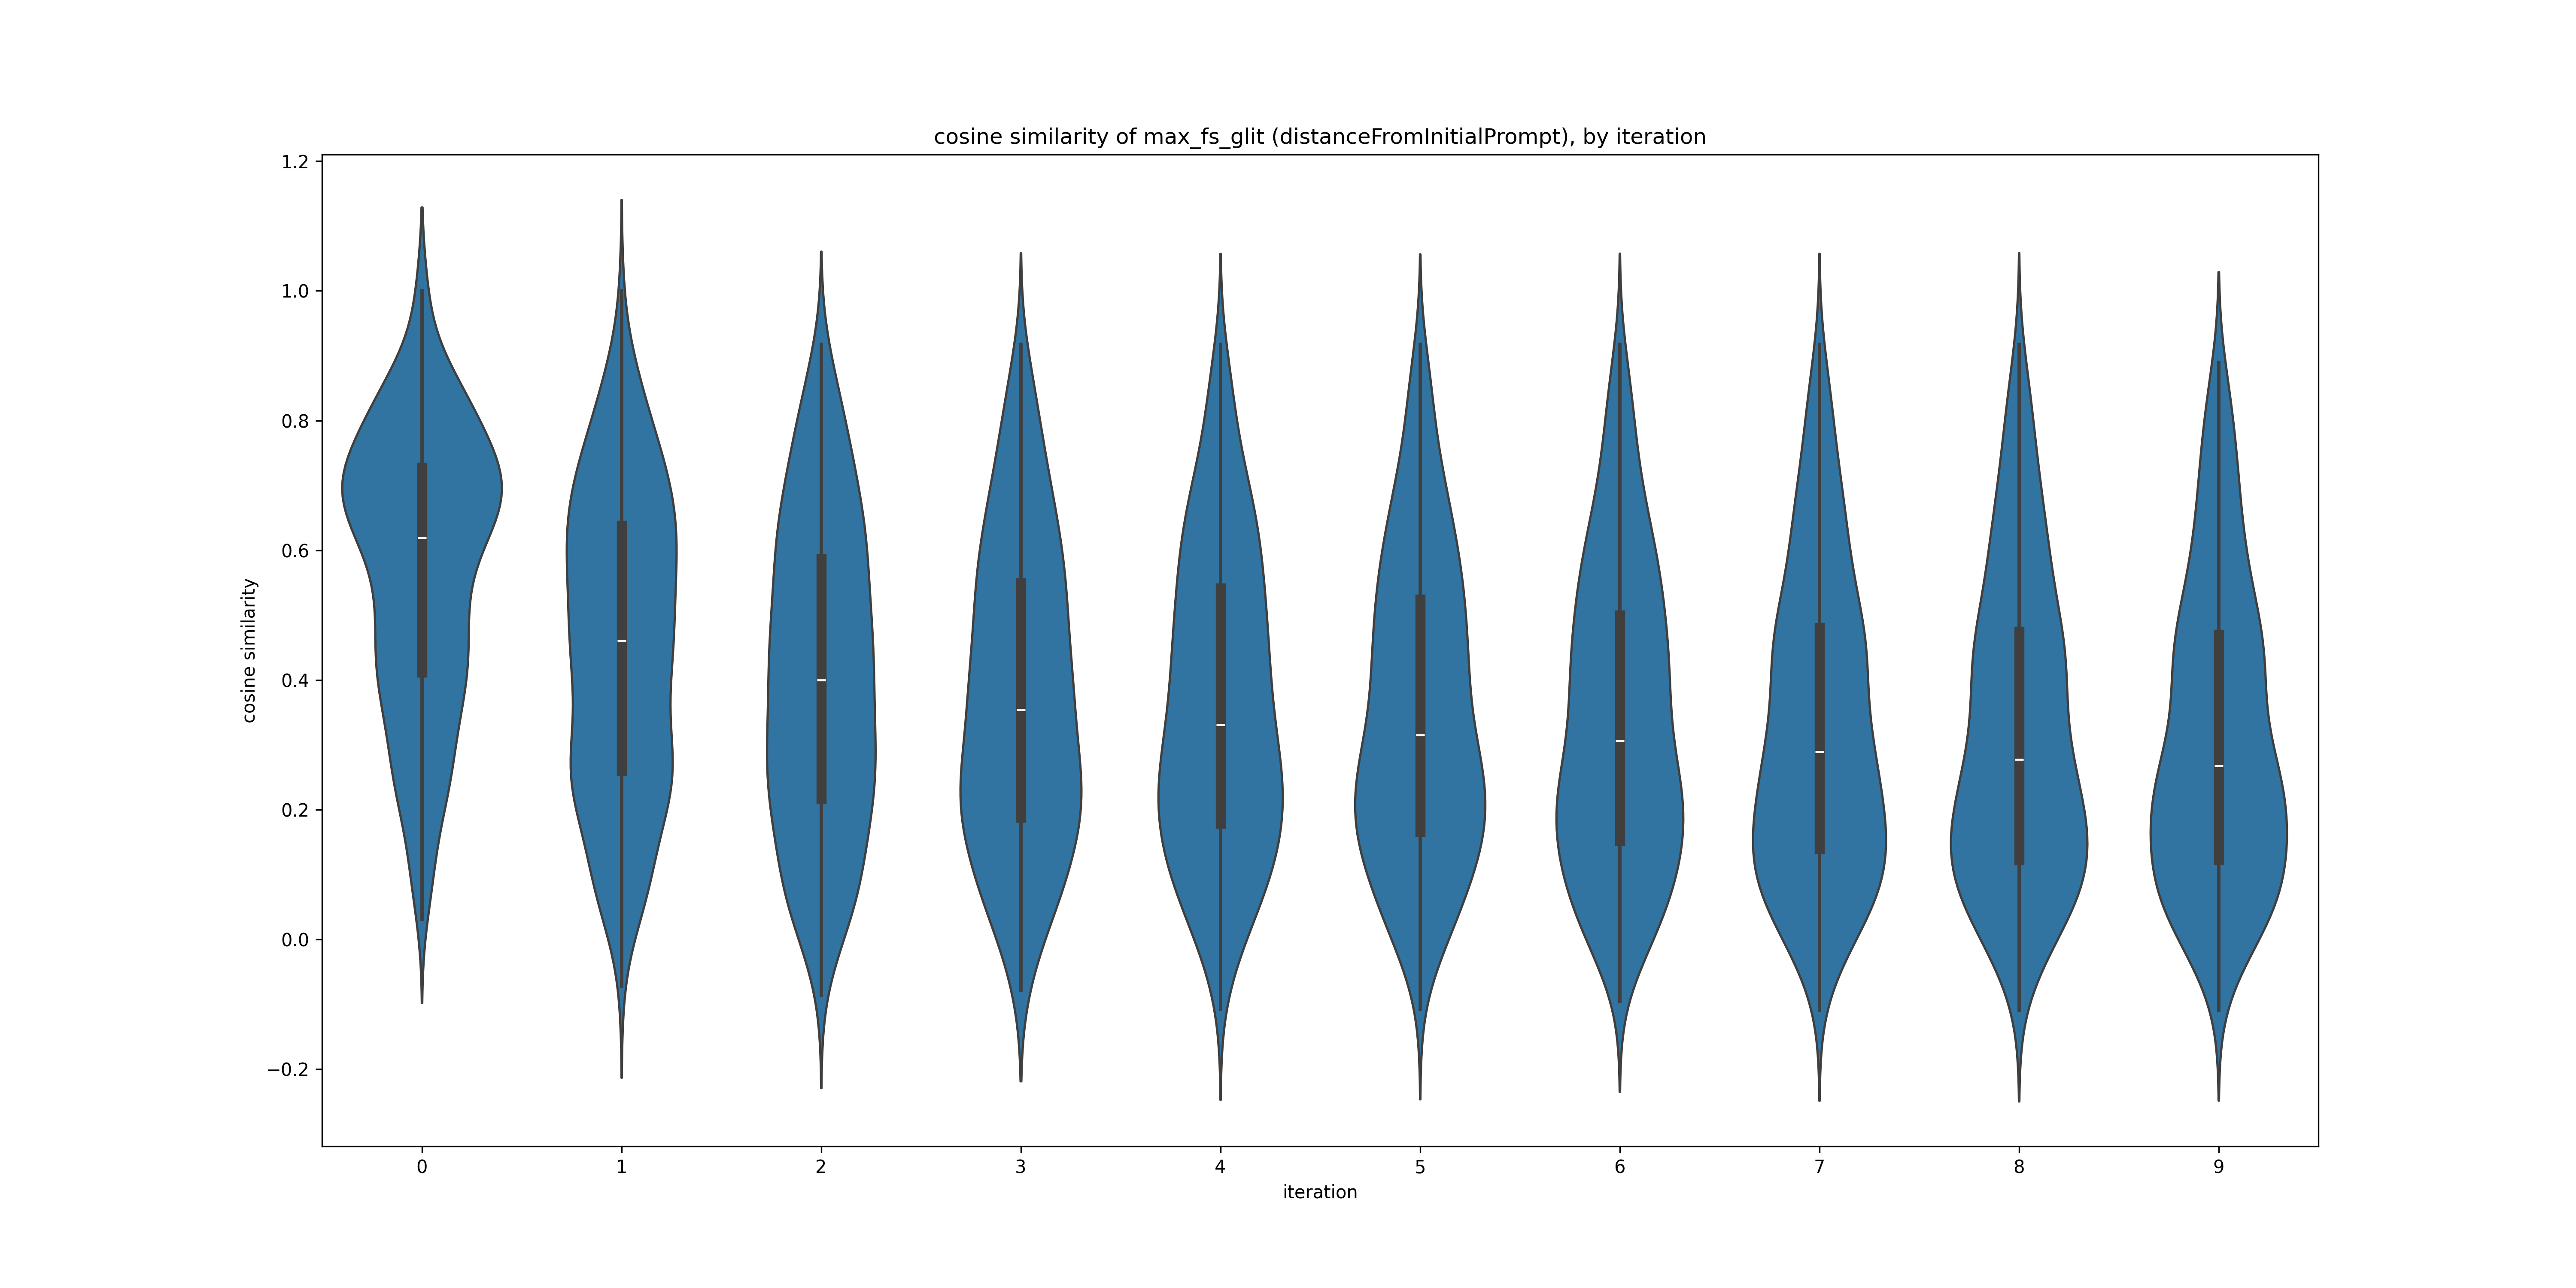 cosine similarity of max_fs_glit (distanceFromInitialPrompt), by iteration
1.2
1.0
0.8
0.6
0.4
0.2
0.0
−0.2
cosine similarity
0 1 2 3 4 5 6 7 8 9
iteration